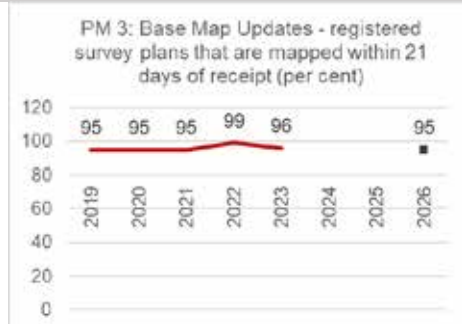 PM 3: Base Map Updates - registered
survey plans that are mapped within 21
days of receipt (per cent)
120
95 95 95 99 96 95
100
80
2019 2020 2021 2022 2023 2024 2025 2026
60
40
20
0